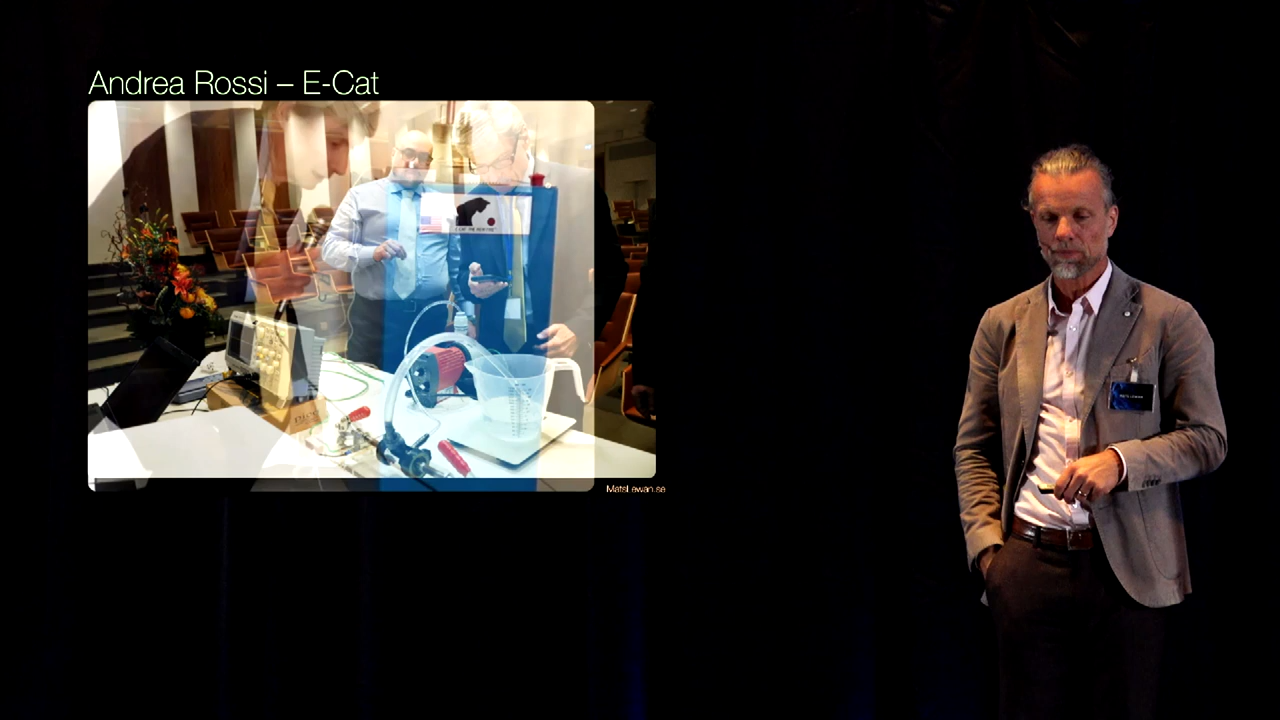 Andrea Rossi – E-Cat
MatsLewan.se